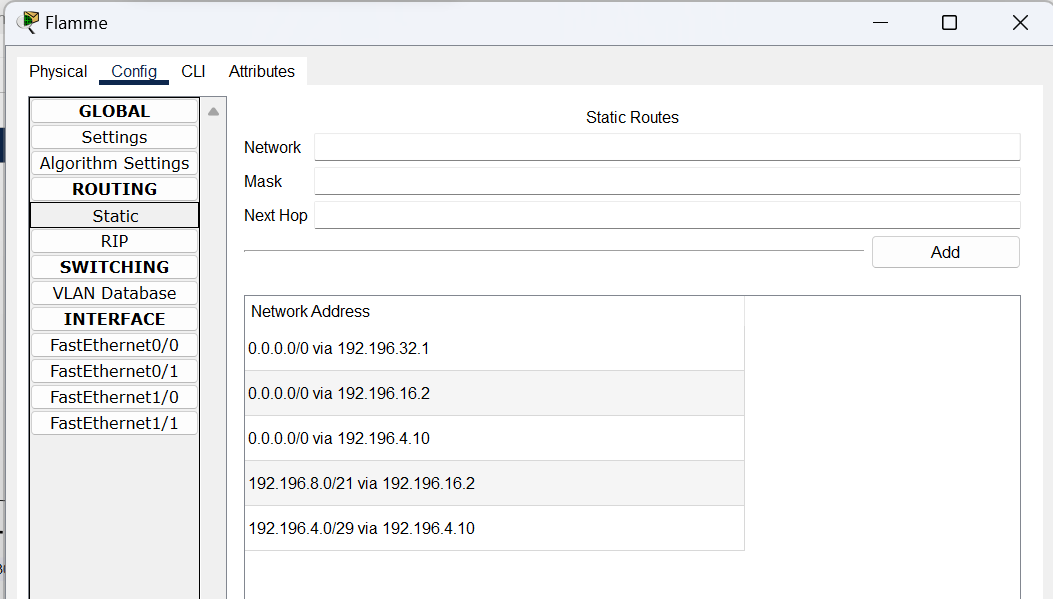 Flamme
Physical Config CLI Attributes
GLOBAL
Settings
Algorithm Settings
ROUTING
Static
RIP
SWITCHING
VLAN Database
INTERFACE
FastEthernet0/0
FastEthernet0/1
FastEthernet1/0
FastEthernet1/1
Static Routes
Network
Mask
Next Hop
Add
Network Address
0.0.0.0/0 via 192.196.32.1
0.0.0.0/0 via 192.196.16.2
0.0.0.0/0 via 192.196.4.10
192.196.8.0/21 via 192.196.16.2
192.196.4.0/29 via 192.196.4.10